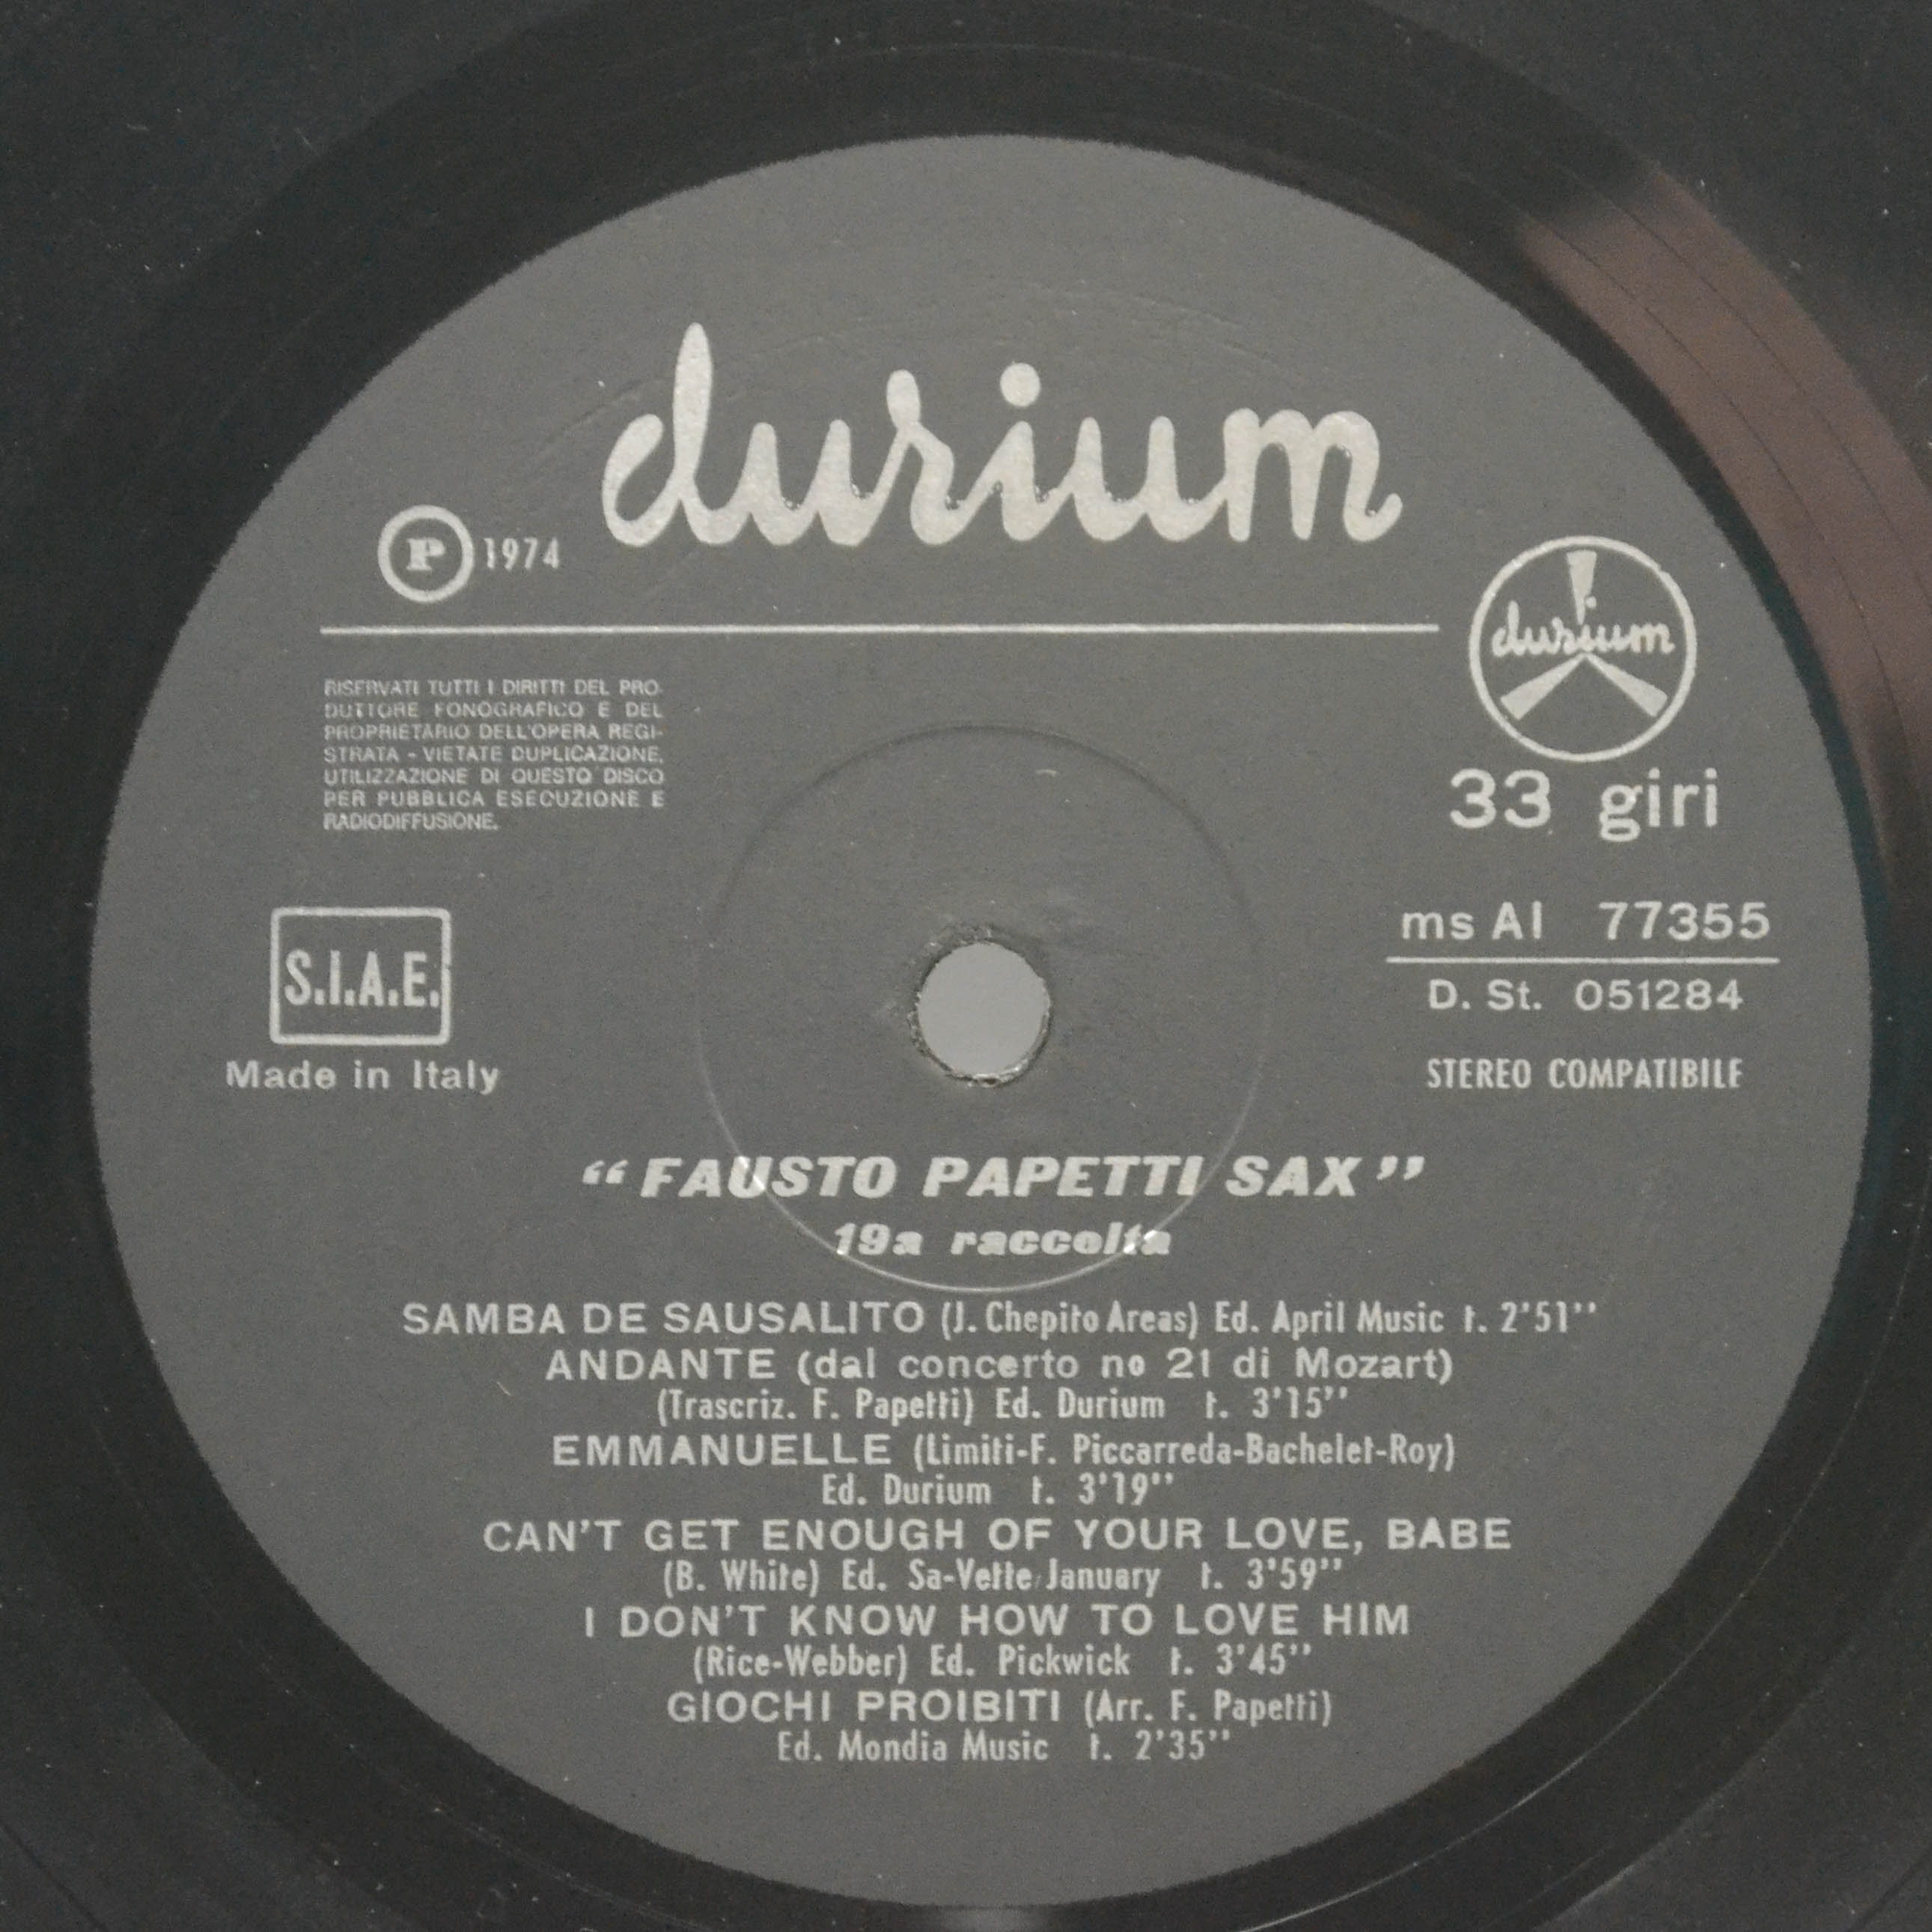 durium
P 1974
durium
RISERVATI TUTTI I DIRITTI DEL PRO-
DUTTORE FONOGRAFICO E DEL
PROPRIETARIO DELL'OPERA REGI-
STRATA - VIETATE DUPLICAZIONE,
UTILIZZAZIONE DI QUESTO DISCO
PER PUBBLICA ESECUZIONE E
RADIODIFFUSIONE.
33 giri
ms AI 77355
D. St. 051284
STEREO COMPATIBILE
S.I.A.E.
Made in Italy
“FAUSTO PAPETTI SAX”
19a raccolta
SAMBA DE SAUSALITO (J. Chepito Areas) Ed. April Music t. 2'51''
ANDANTE (dal concerto no 21 di Mozart)
(Trascriz. F. Papetti) Ed. Durium t. 3'15''
EMMANUELLE (Limiti-F. Piccarreda-Bachelet-Roy)
Ed. Durium t. 3'19''
CAN'T GET ENOUGH OF YOUR LOVE, BABE
(B. White) Ed. Sa-Vette January t. 3'59''
I DON'T KNOW HOW TO LOVE HIM
(Rice-Webber) Ed. Pickwick t. 3'45''
GIOCHI PROIBITI (Arr. F. Papetti)
Ed. Mondia Music t. 2'35''